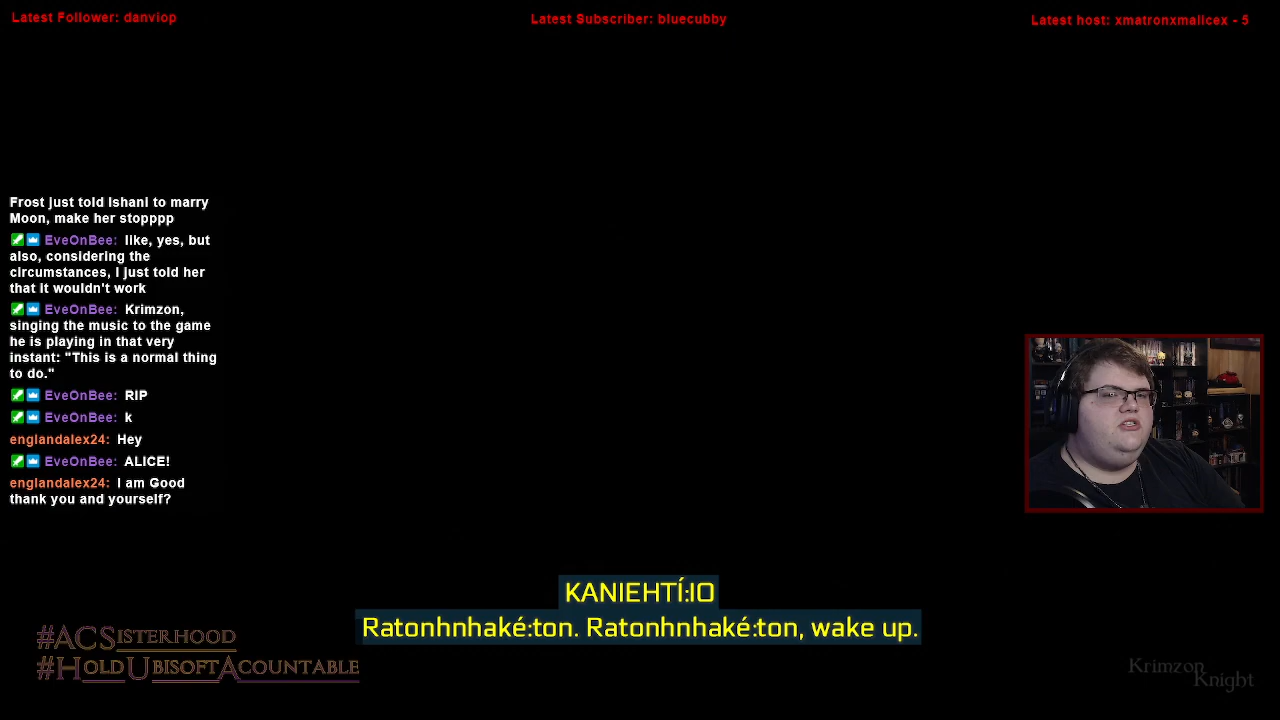 Latest Follower: danviop
Latest Subscriber: bluecubby
Latest host: xmatronxmalicex - 5
Frost just told Ishani to marry
Moon, make her stopppp
EveOnBee: like, yes, but
also, considering the
circumstances, I just told her
that it wouldn't work
EveOnBee: Krimzon,
singing the music to the game
he is playing in that very
instant: "This is a normal thing
to do."
EveOnBee: RIP
EveOnBee: k
englandalex24: Hey
EveOnBee: ALICE!
englandalex24: I am Good
thank you and yourself?
KANIEHTÍ:IO
Ratonhnhaké:ton. Ratonhnhaké:ton, wake up.
#ACSisterhood
#HoldUbisoftAcountable
Krimzon
Knight